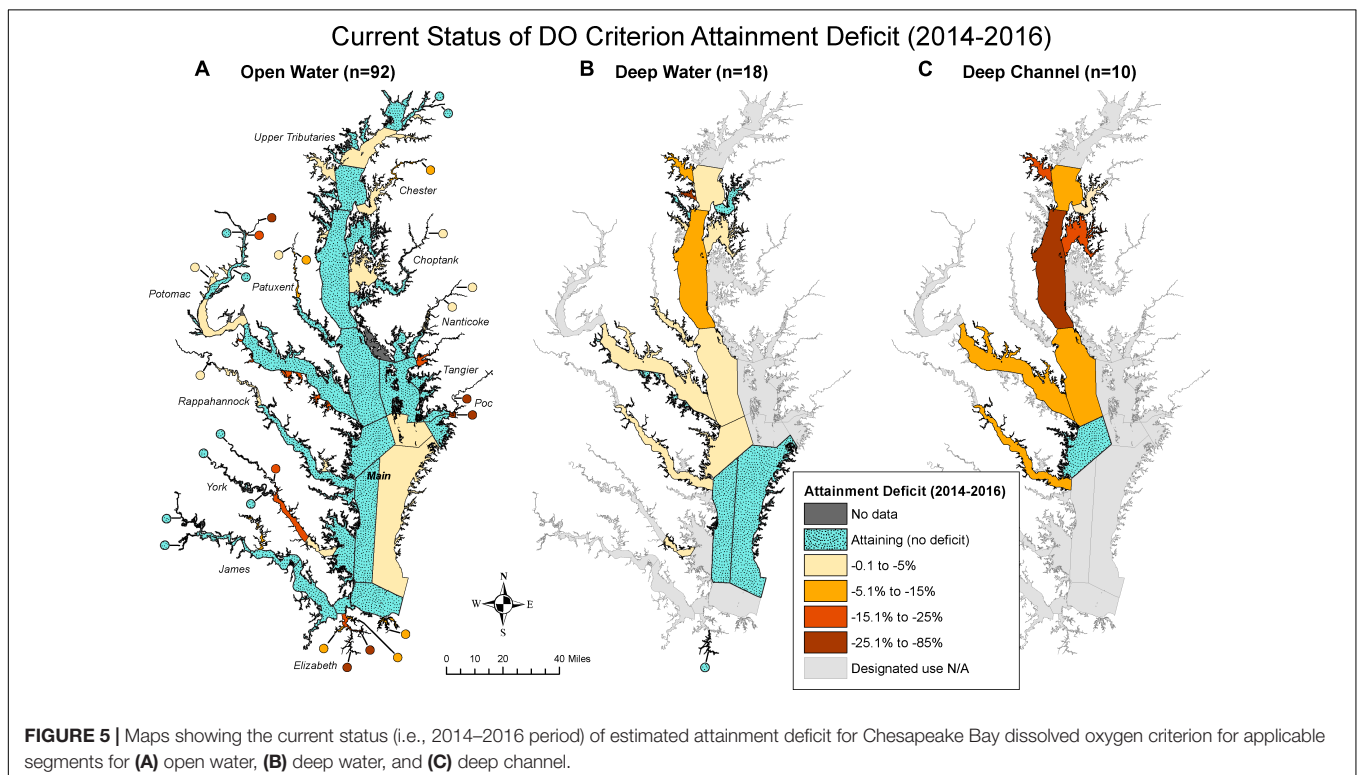 Current Status of DO Criterion Attainment Deficit (2014-2016)
A Open Water (n=92)
B Deep Water (n=18)
C Deep Channel (n=10)
Upper Tributaries
Chester
Choptank
Potomac
Patuxent
Nanticoke
Tangier
Poc
Rappahannock
Main
York
James
Elizabeth
N
W E
S
0 10 20 40 Miles
Attainment Deficit (2014-2016)
No data
Attaining (no deficit)
-0.1 to -5%
-5.1% to -15%
-15.1% to -25%
-25.1% to -85%
Designated use N/A
FIGURE 5 | Maps showing the current status (i.e., 2014–2016 period) of estimated attainment deficit for Chesapeake Bay dissolved oxygen criterion for applicable
segments for (A) open water, (B) deep water, and (C) deep channel.